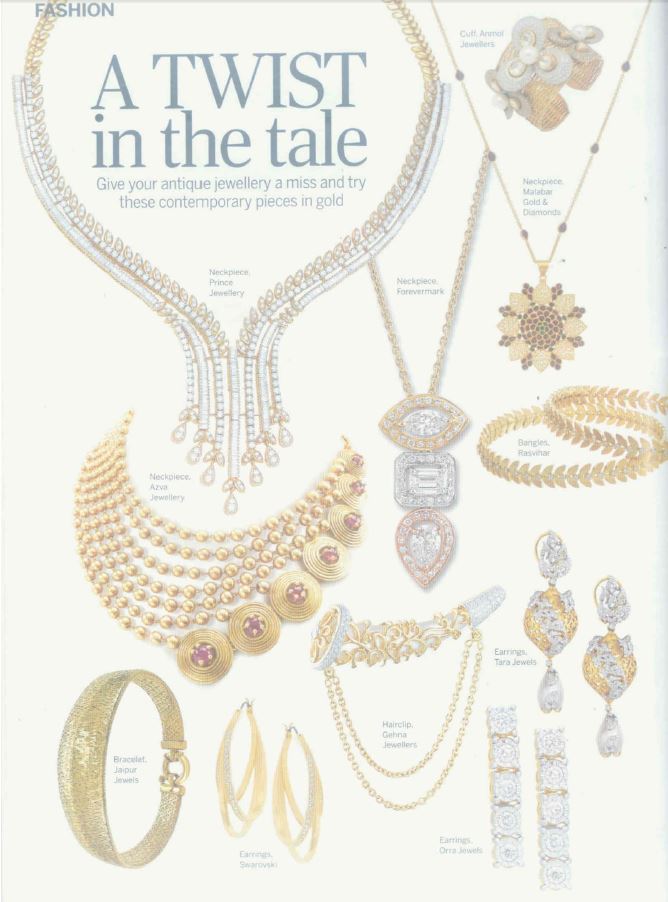 FASHION
A TWIST
in the tale
Give your antique jewellery a miss and try
these contemporary pieces in gold
Cuff, Anmol
Jewellers
Neckpiece,
Malabar
Gold &
Diamonds
Neckpiece,
Prince
Jewellery
Neckpiece,
Forevermark
Bangles,
Rasvihar
Neckpiece,
Azva
Jewellery
Earrings,
Tara Jewels
Hairclip,
Gehna
Jewellers
Bracelet,
Jaipur
Jewels
Earrings,
Swarovski
Earrings,
Orra Jewels